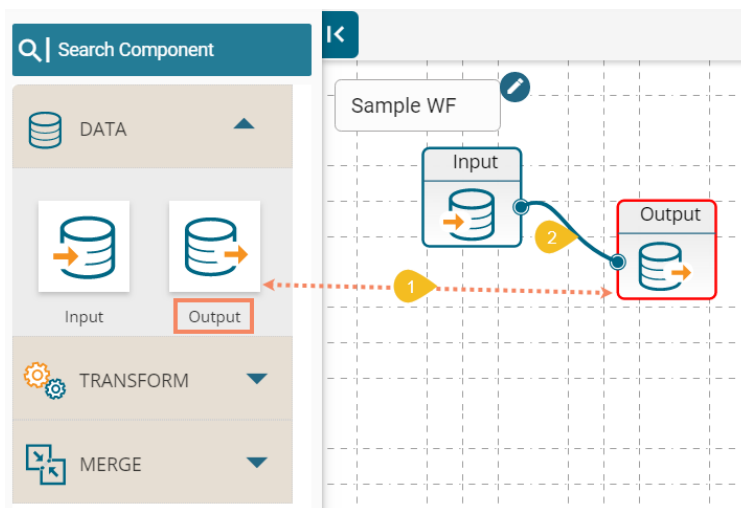 Search Component
DATA
Input
Output
TRANSFORM
MERGE
Sample WF
Input
Output
1
2